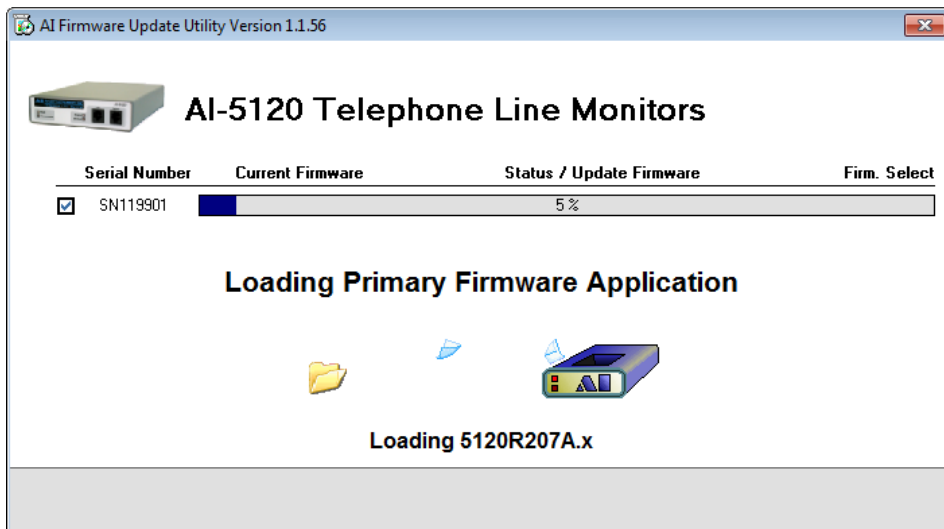 AI Firmware Update Utility Version 1.1.56
AI-5120 Telephone Line Monitors
Serial Number Current Firmware Status / Update Firmware Firm. Select
SN119901 5%
Loading Primary Firmware Application
AI
Loading 5120R207A.x